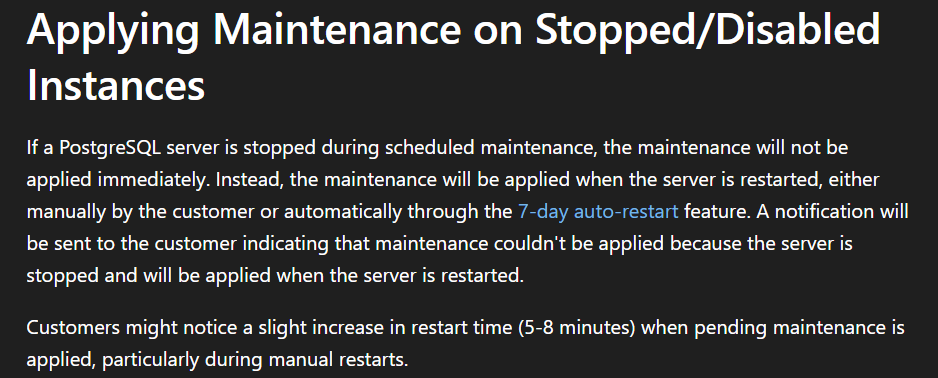 Applying Maintenance on Stopped/Disabled
Instances
If a PostgreSQL server is stopped during scheduled maintenance, the maintenance will not be
applied immediately. Instead, the maintenance will be applied when the server is restarted, either
manually by the customer or automatically through the 7-day auto-restart feature. A notification will
be sent to the customer indicating that maintenance couldn't be applied because the server is
stopped and will be applied when the server is restarted.
Customers might notice a slight increase in restart time (5-8 minutes) when pending maintenance is
applied, particularly during manual restarts.